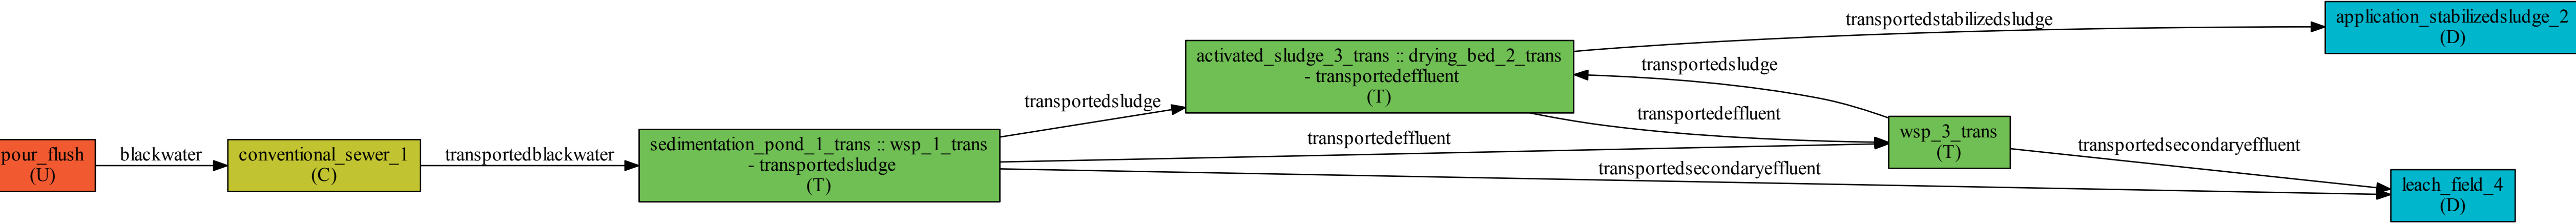 pour_flush
(U)
blackwater
conventional_sewer_1
(C)
transportedblackwater
sedimentation_pond_1_trans :: wsp_1_trans
- transportedsludge
(T)
transportedsludge
transportedeffluent
transportedsecondaryeffluent
activated_sludge_3_trans :: drying_bed_2_trans
- transportedeffluent
(T)
transportedstabilizedsludge
transportedsludge
transportedeffluent
wsp_3_trans
(T)
transportedsecondaryeffluent
application_stabilizedsludge_2
(D)
leach_field_4
(D)